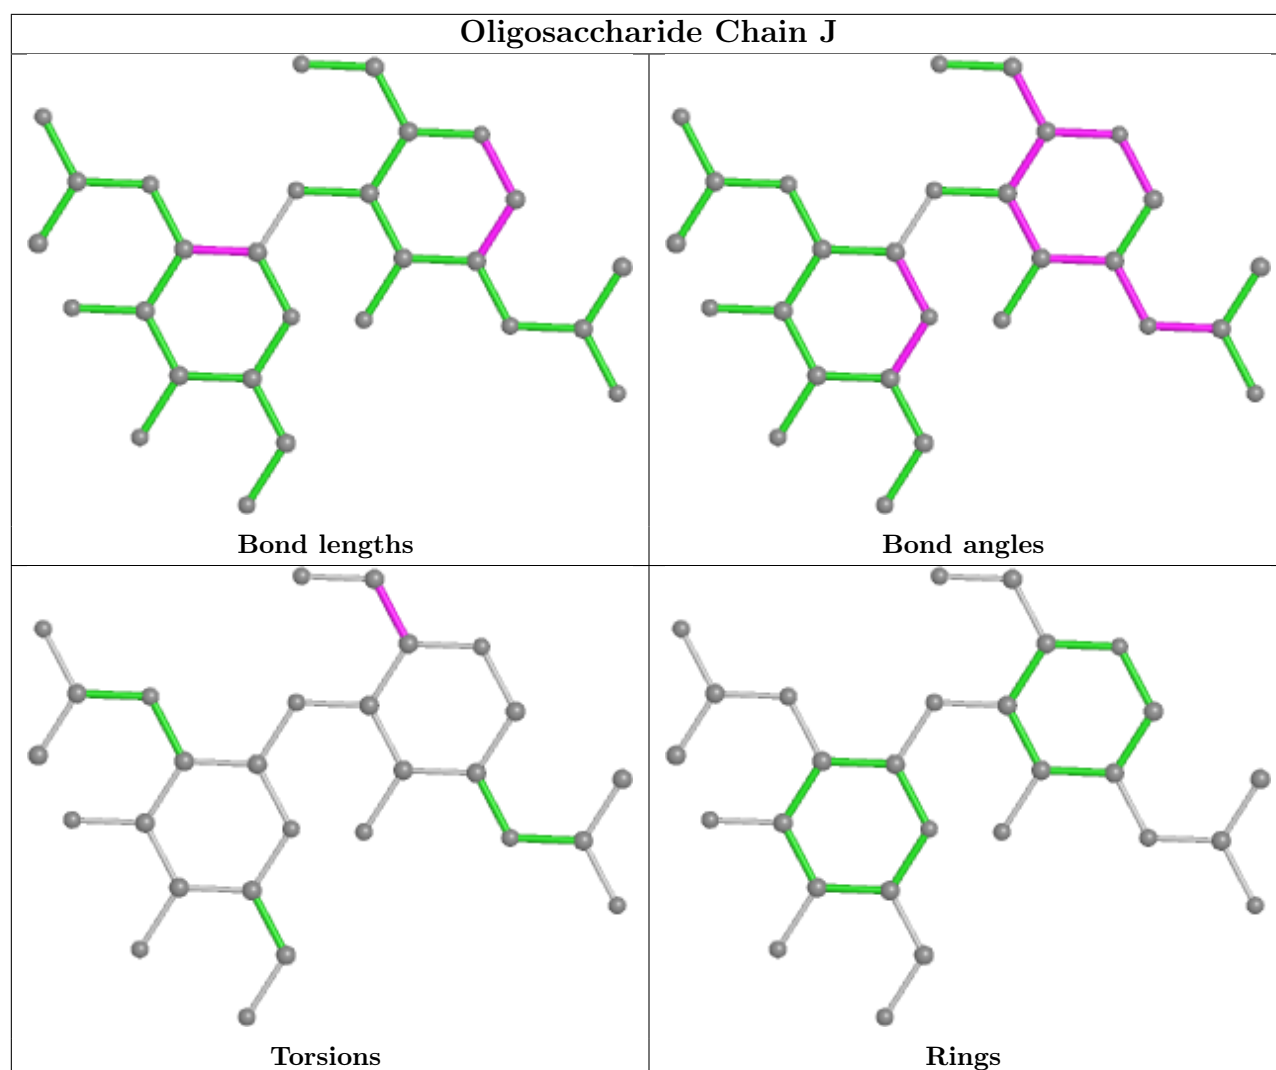 Oligosaccharide Chain J
Bond lengths
Bond angles
Torsions
Rings